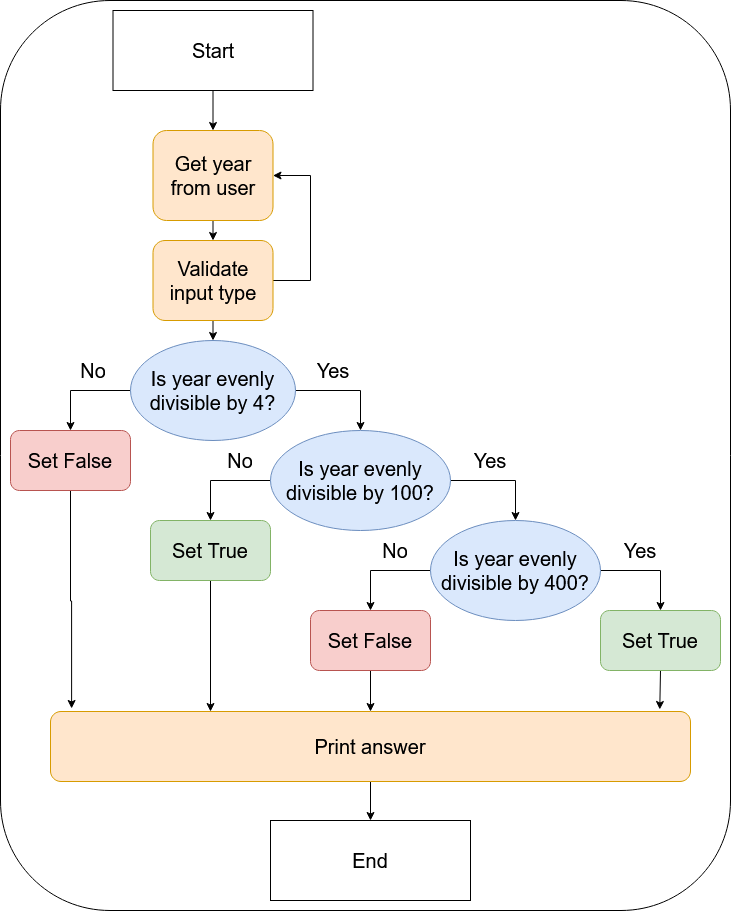 Start
Get year
from user
Validate
input type
No
Yes
Is year evenly
divisible by 4?
Set False
No
Yes
Is year evenly
divisible by 100?
Set True
No
Yes
Is year evenly
divisible by 400?
Set False
Set True
Print answer
End